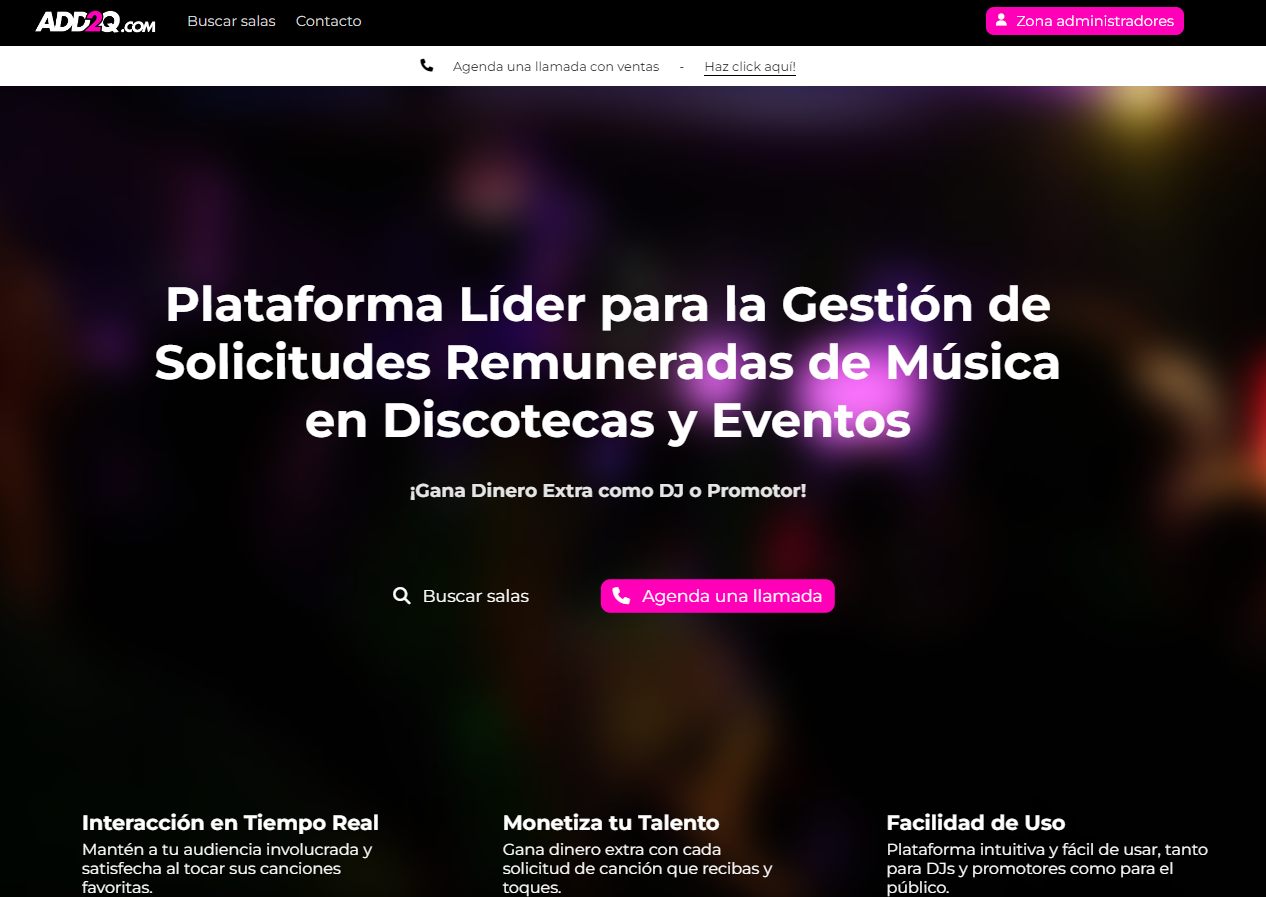 ADD2Q.COM Buscar salas Contacto Zona administradores
Agenda una llamada con ventas - Haz click aquí!
Plataforma Líder para la Gestión de
Solicitudes Remuneradas de Música
en Discotecas y Eventos
¡Gana Dinero Extra como DJ o Promotor!
Buscar salas Agenda una llamada
Interacción en Tiempo Real
Mantén a tu audiencia involucrada y
satisfecha al tocar sus canciones
favoritas.
Monetiza tu Talento
Gana dinero extra con cada
solicitud de canción que recibas y
toques.
Facilidad de Uso
Plataforma intuitiva y fácil de usar, tanto
para DJs y promotores como para el
público.